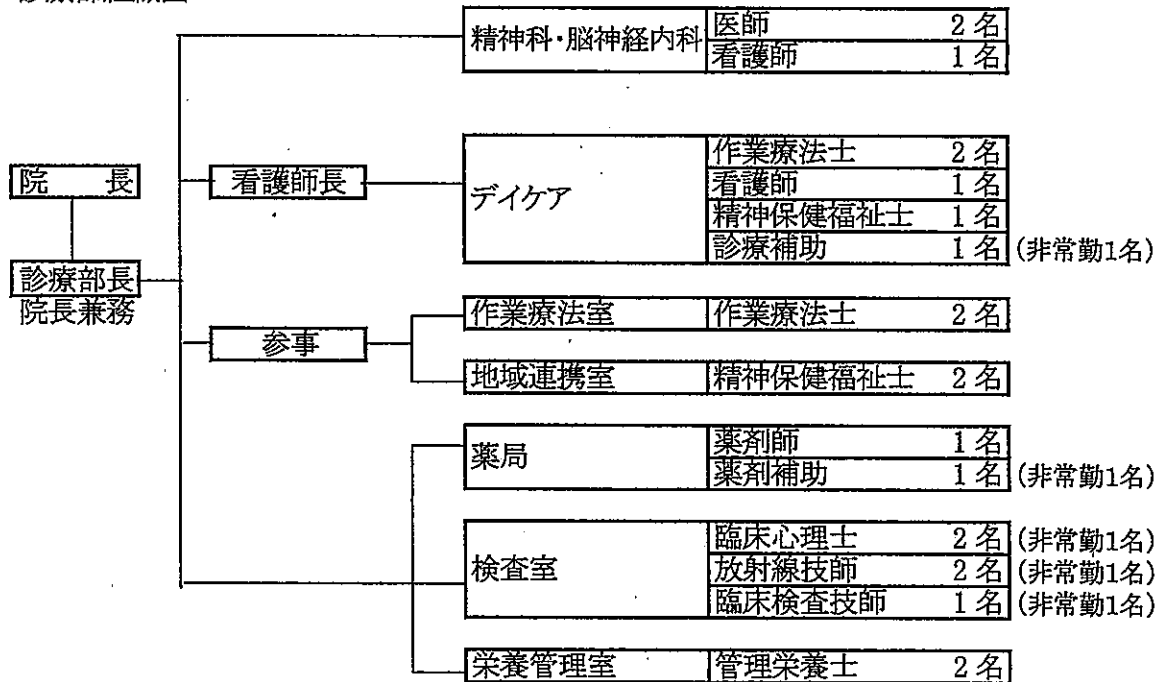 精神科・脳神経内科 医師 2名
看護師 1名
院長 看護師長 デイケア 作業療法士 2名
看護師 1名
精神保健福祉士 1名
診療補助 1名 (非常勤1名)
診療部長
院長兼務
参事 作業療法室 作業療法士 2名
地域連携室 精神保健福祉士 2名
薬局 薬剤師 1名
薬剤補助 1名 (非常勤1名)
検査室 臨床心理士 2名 (非常勤1名)
放射線技師 2名 (非常勤1名)
臨床検査技師 1名 (非常勤1名)
栄養管理室 管理栄養士 2名